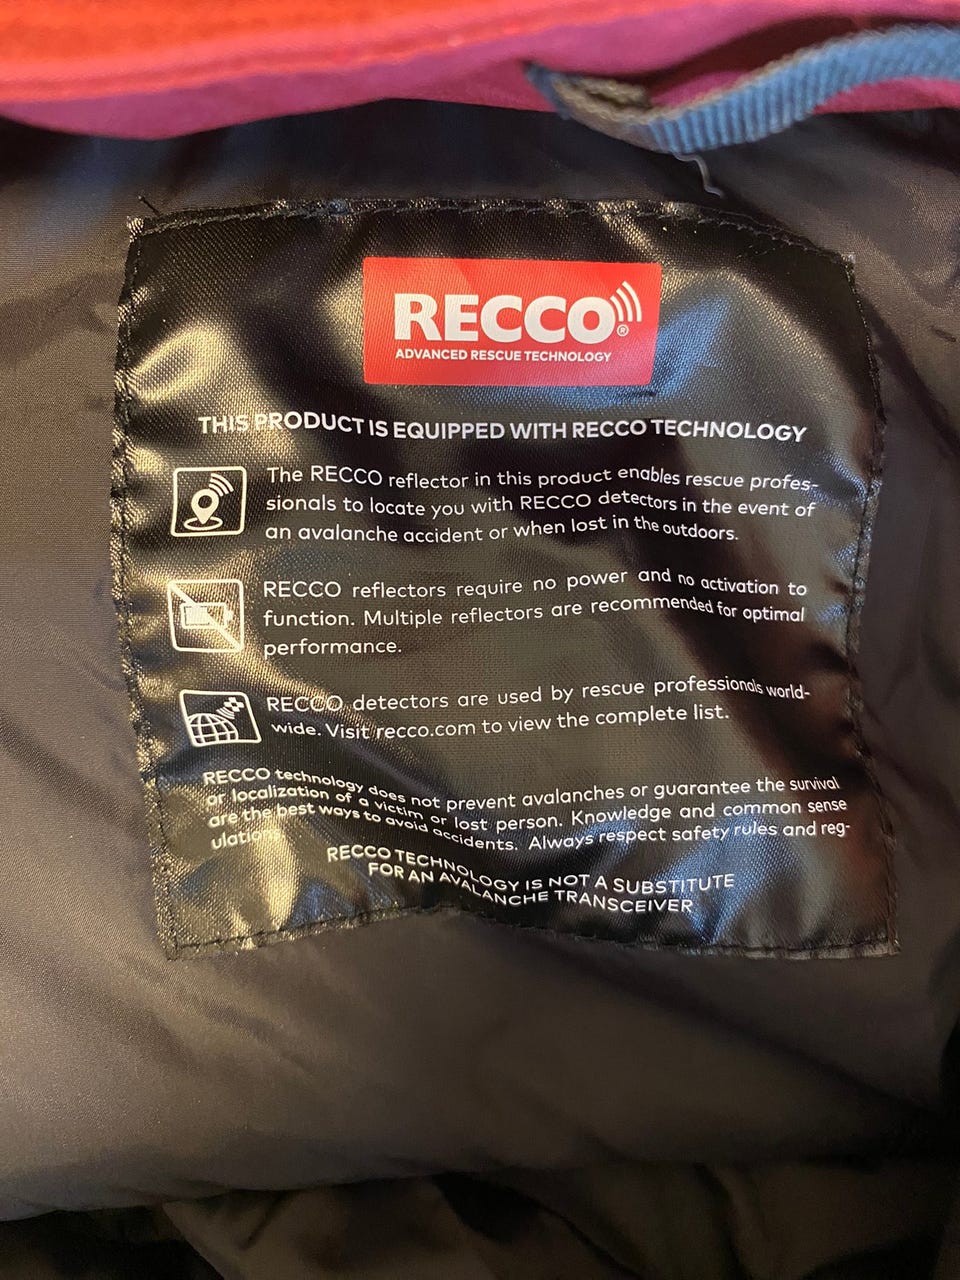 RECCO®
ADVANCED RESCUE TECHNOLOGY
THIS PRODUCT IS EQUIPPED WITH RECCO TECHNOLOGY
The RECCO reflector in this product enables rescue profes-
sionals to locate you with RECCO detectors in the event of
an avalanche accident or when lost in the outdoors.
RECCO reflectors require no power and no activation to
function. Multiple reflectors are recommended for optimal
performance.
RECCO detectors are used by rescue professionals world-
wide. Visit recco.com to view the complete list.
RECCO technology does not prevent avalanches or guarantee the survival
or localization of a victim or lost person. Knowledge and common sense
are the best ways to avoid accidents. Always respect safety rules and reg-
ulations.
RECCO TECHNOLOGY IS NOT A SUBSTITUTE
FOR AN AVALANCHE TRANSCEIVER